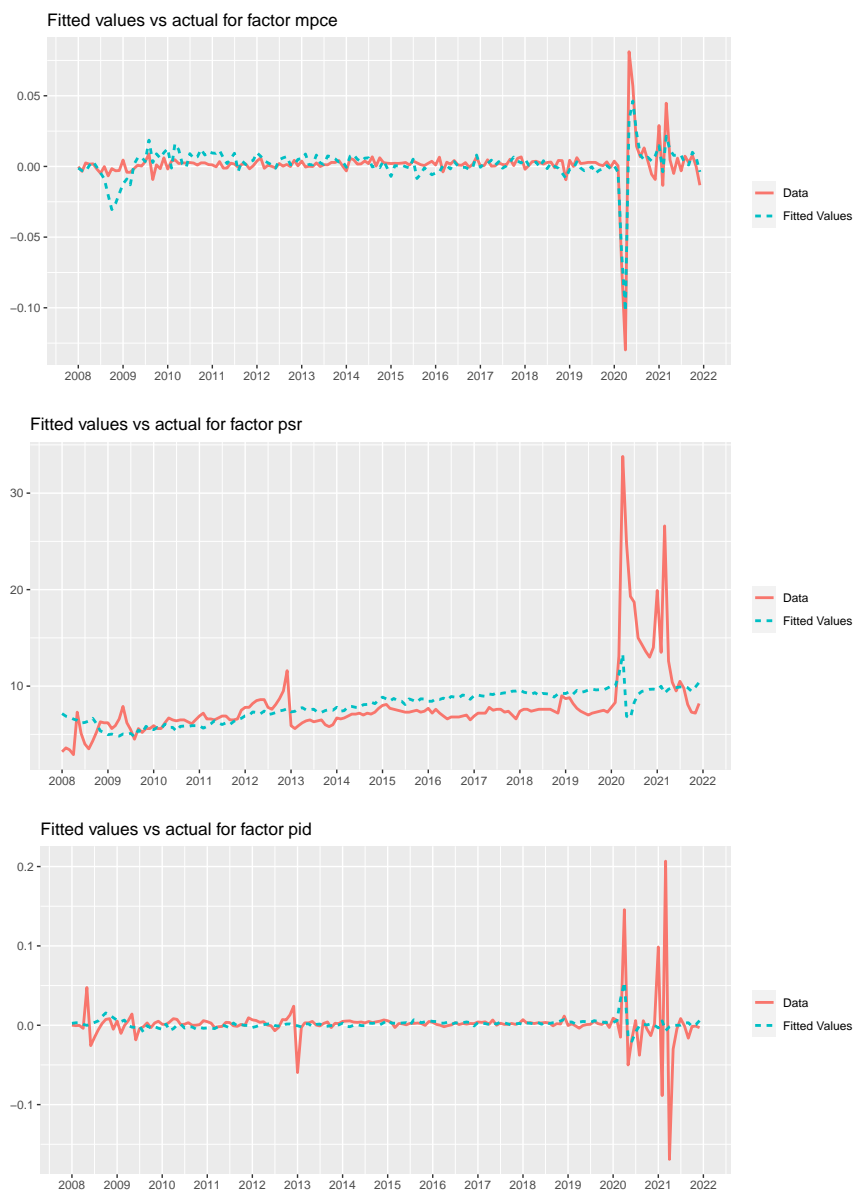 Fitted values vs actual for factor mpce
0.05
0.00
−0.05
−0.10
Data
Fitted Values
2008 2009 2010 2011 2012 2013 2014 2015 2016 2017 2018 2019 2020 2021 2022
Fitted values vs actual for factor psr
30
20
10
Data
Fitted Values
2008 2009 2010 2011 2012 2013 2014 2015 2016 2017 2018 2019 2020 2021 2022
Fitted values vs actual for factor pid
0.2
0.1
0.0
−0.1
Data
Fitted Values
2008 2009 2010 2011 2012 2013 2014 2015 2016 2017 2018 2019 2020 2021 2022